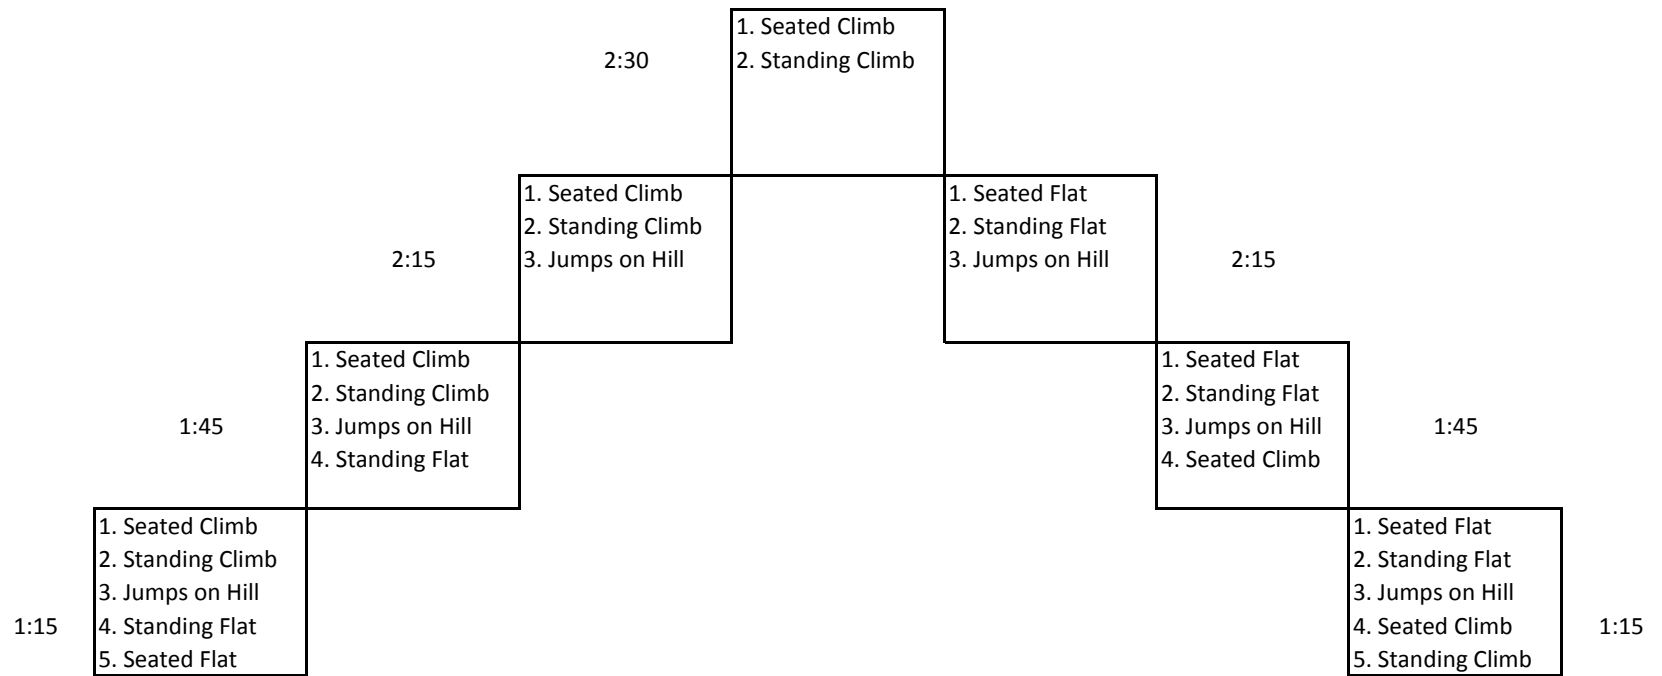 1. Seated Climb
2:30
2. Standing Climb
1. Seated Climb
2. Standing Climb
2:15
3. Jumps on Hill
1. Seated Flat
2. Standing Flat
3. Jumps on Hill
2:15
1. Seated Climb
2. Standing Climb
1:45
3. Jumps on Hill
4. Standing Flat
1. Seated Flat
2. Standing Flat
3. Jumps on Hill
1:45
4. Seated Climb
1. Seated Climb
2. Standing Climb
3. Jumps on Hill
1:15
4. Standing Flat
5. Seated Flat
1. Seated Flat
2. Standing Flat
3. Jumps on Hill
4. Seated Climb
1:15
5. Standing Climb